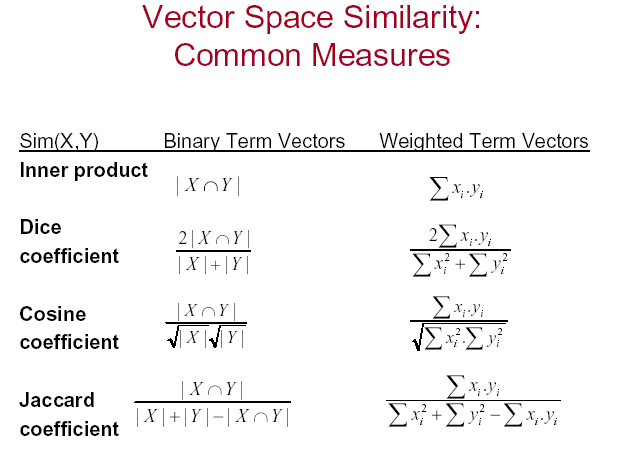 Vector Space Similarity:
Common Measures
Sim(X,Y) Binary Term Vectors Weighted Term Vectors
Inner product |X∩Y| ∑xᵢ.yᵢ
Dice coefficient 2|X∩Y| / |X|+|Y| 2∑xᵢ.yᵢ / ∑xᵢ²+∑yᵢ²
Cosine coefficient |X∩Y| / √|X|√|Y| ∑xᵢ.yᵢ / √∑xᵢ².∑yᵢ²
Jaccard coefficient |X∩Y| / |X|+|Y|−|X∩Y| ∑xᵢ.yᵢ / ∑xᵢ²+∑yᵢ²−∑xᵢ.yᵢ